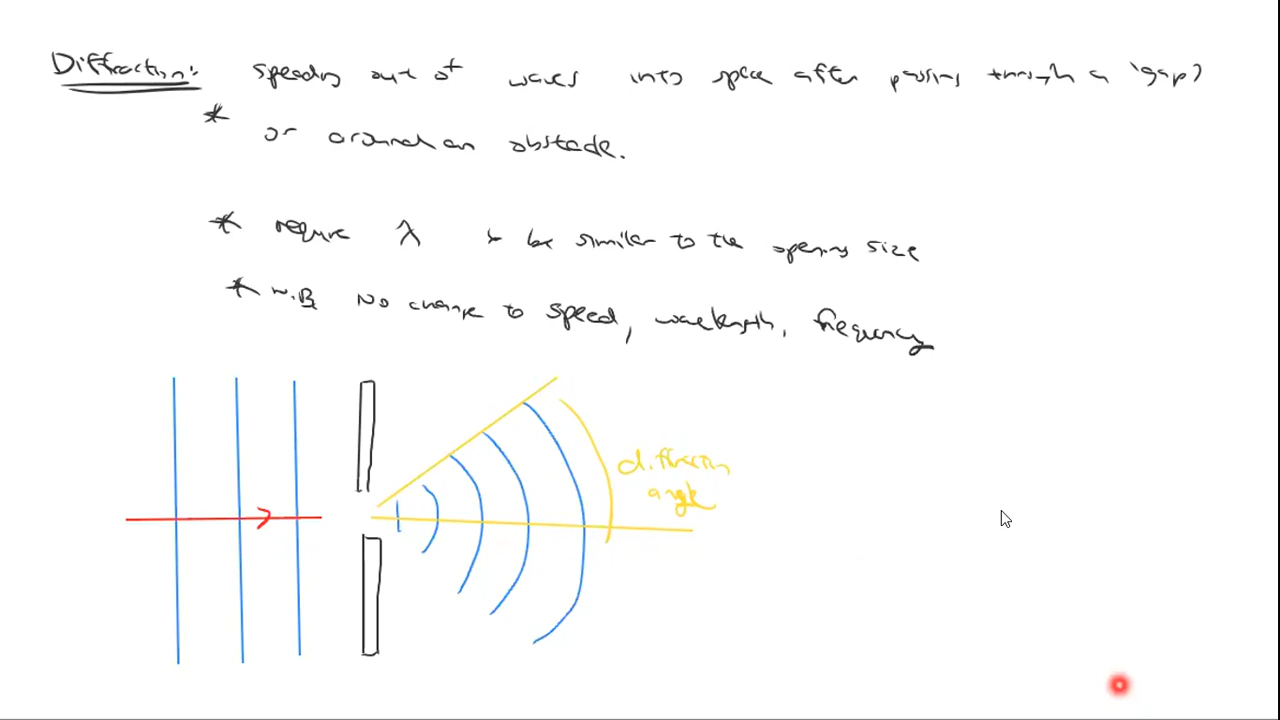 Diffraction: speading out of waves into space after passing through a 'gap'
* or around an obstacle.
* require λ to be similar to the opening size
* N.B. No change to speed, wavelength, frequency
diffraction
angle